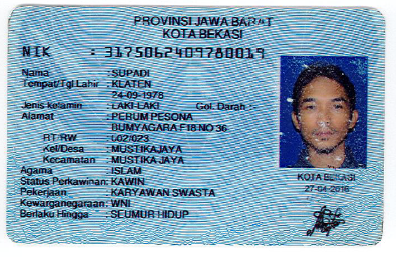 PROVINSI JAWA BARAT
KOTA BEKASI
NIK : 3175062409780019
Nama : SUPADI
Tempat/Tgl Lahir : KLATEN
24-09-1978
Jenis kelamin : LAKI-LAKI Gol. Darah :-
Alamat : PERUM PESONA
BUMYAGARA F18 NO 36
RT/RW : 002/023
Kel/Desa : MUSTIKAJAYA
Kecamatan : MUSTIKA JAYA
Agama : ISLAM
Status Perkawinan: KAWIN
Pekerjaan : KARYAWAN SWASTA
Kewarganegaraan: WNI
Berlaku Hingga : SEUMUR HIDUP
KOTA BEKASI
27-04-2016